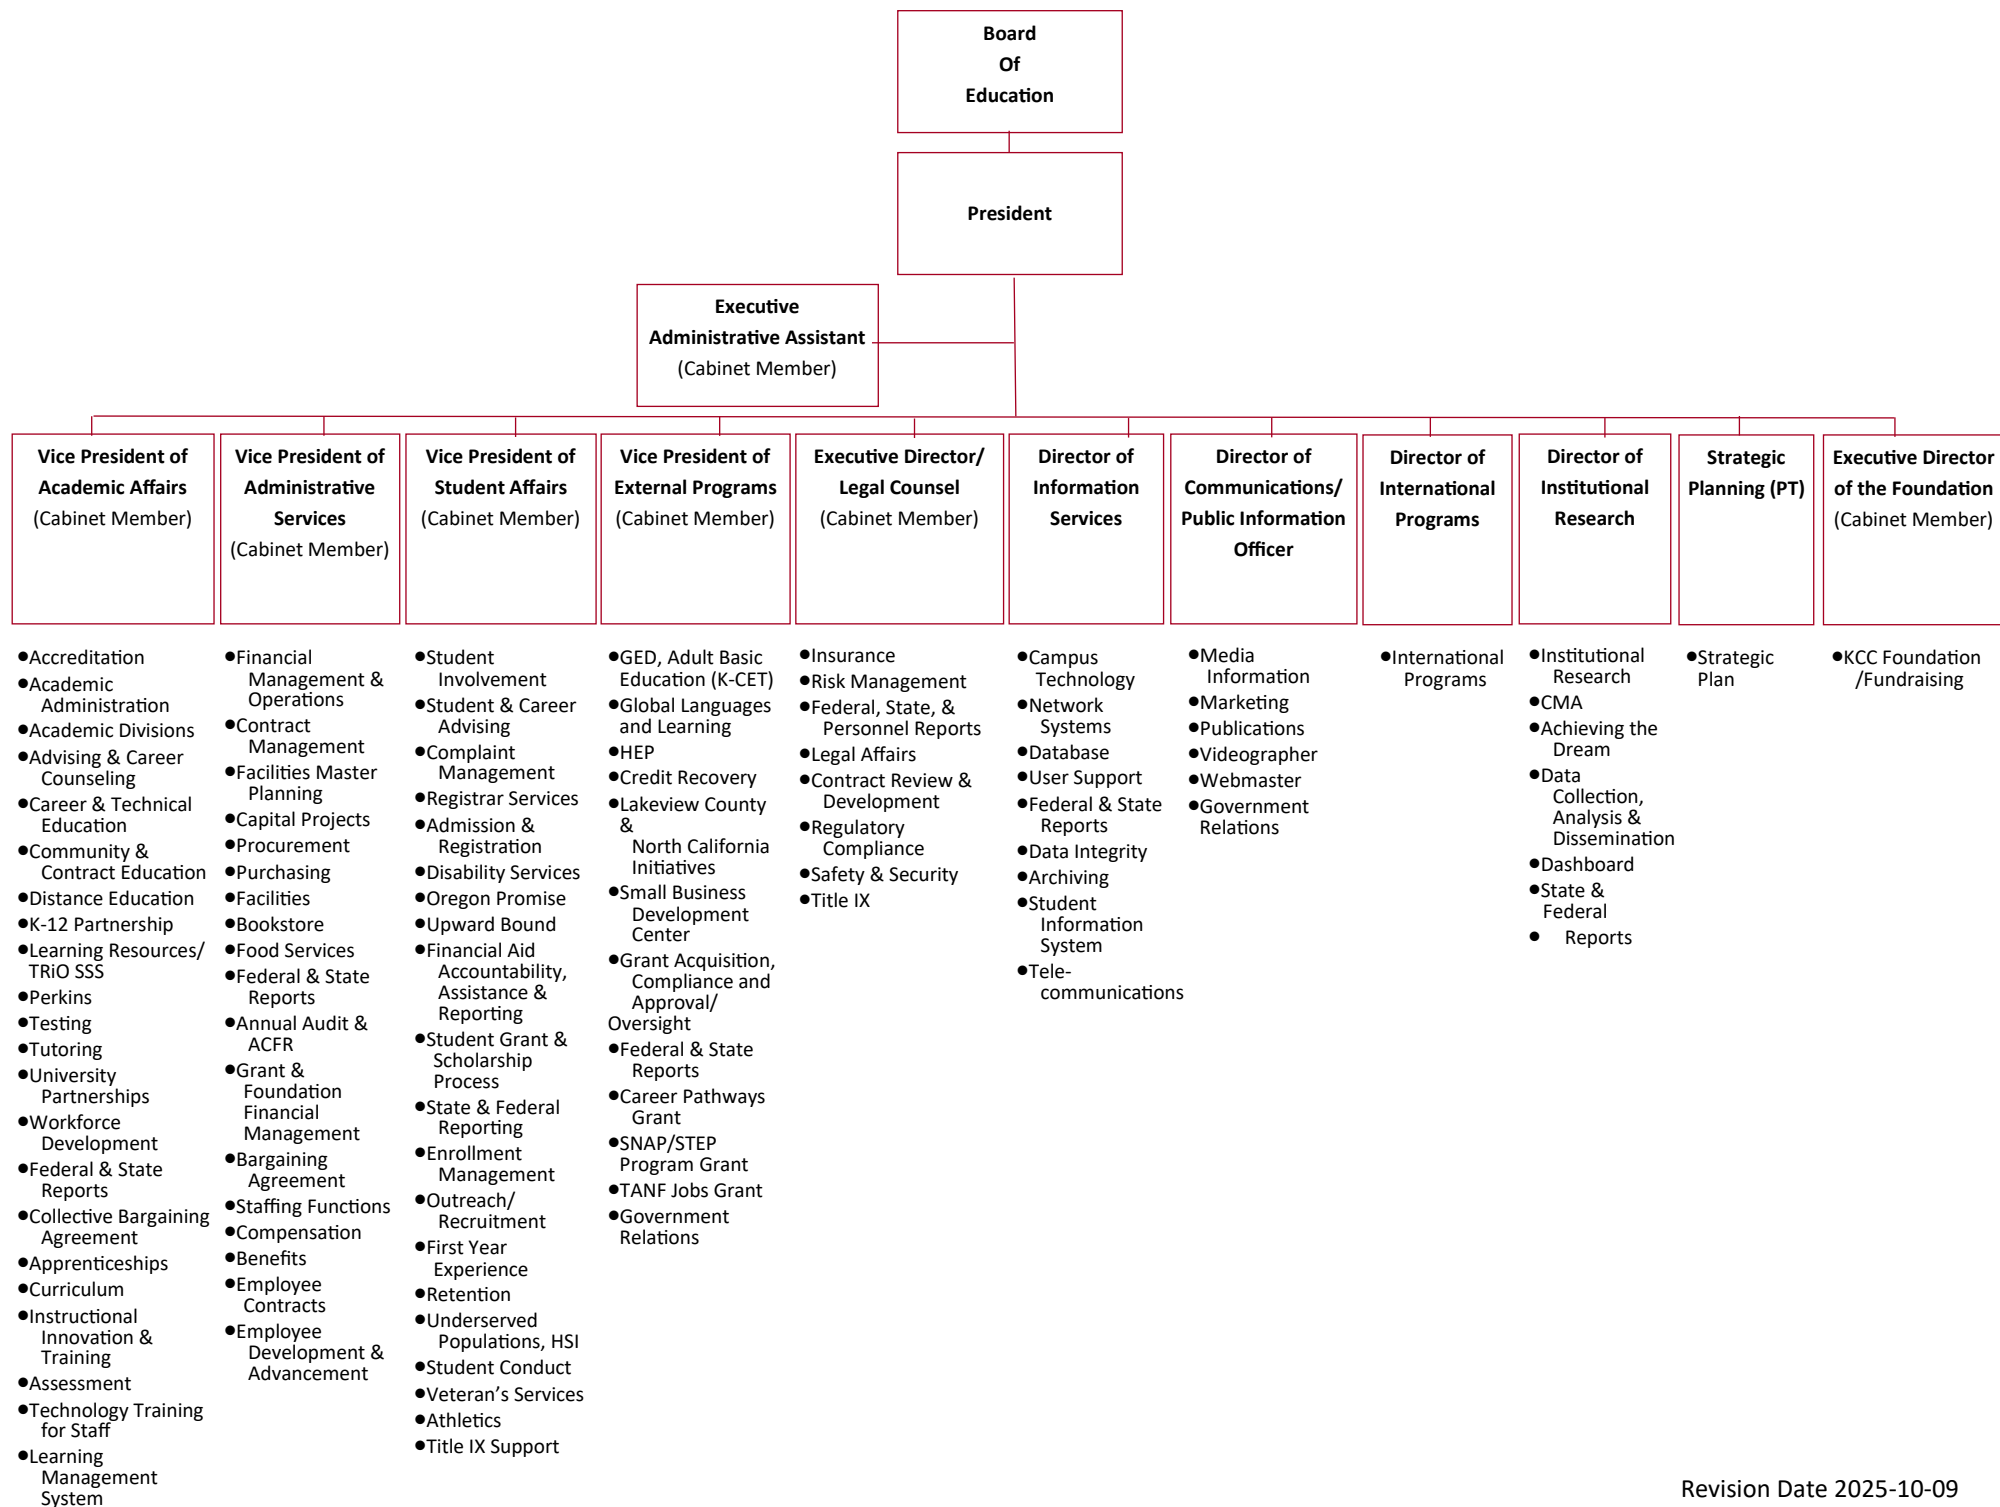 Board
Of
Education
President
Executive
Administrative Assistant
(Cabinet Member)
Vice President of
Academic Affairs
(Cabinet Member)
Vice President of
Administrative
Services
(Cabinet Member)
Vice President of
Student Affairs
(Cabinet Member)
Vice President of
External Programs
(Cabinet Member)
Executive Director/
Legal Counsel
(Cabinet Member)
Director of
Information
Services
Director of
Communications/
Public Information
Officer
Director of
International
Programs
Director of
Institutional
Research
Strategic
Planning (PT)
Executive Director
of the Foundation
(Cabinet Member)
●Accreditation
●Academic
Administration
●Academic Divisions
●Advising & Career
Counseling
●Career & Technical
Education
●Community &
Contract Education
●Distance Education
●K-12 Partnership
●Learning Resources/
TRiO SSS
●Perkins
●Testing
●Tutoring
●University
Partnerships
●Workforce
Development
●Federal & State
Reports
●Collective Bargaining
Agreement
●Apprenticeships
●Curriculum
●Instructional
Innovation &
Training
●Assessment
●Technology Training
for Staff
●Learning
Management
System
●Financial
Management &
Operations
●Contract
Management
●Facilities Master
Planning
●Capital Projects
●Procurement
●Purchasing
●Facilities
●Bookstore
●Food Services
●Federal & State
Reports
●Annual Audit &
ACFR
●Grant &
Foundation
Financial
Management
●Bargaining
Agreement
●Staffing Functions
●Compensation
●Benefits
●Employee
Contracts
●Employee
Development &
Advancement
●Student
Involvement
●Student & Career
Advising
●Complaint
Management
●Registrar Services
●Admission &
Registration
●Disability Services
●Oregon Promise
●Upward Bound
●Financial Aid
Accountability,
Assistance &
Reporting
●Student Grant &
Scholarship
Process
●State & Federal
Reporting
●Enrollment
Management
●Outreach/
Recruitment
●First Year
Experience
●Retention
●Underserved
Populations, HSI
●Student Conduct
●Veteran’s Services
●Athletics
●Title IX Support
●GED, Adult Basic
Education (K-CET)
●Global Languages
and Learning
●HEP
●Credit Recovery
●Lakeview County
&
North California
Initiatives
●Small Business
Development
Center
●Grant Acquisition,
Compliance and
Approval/
Oversight
●Federal & State
Reports
●Career Pathways
Grant
●SNAP/STEP
Program Grant
●TANF Jobs Grant
●Government
Relations
●Insurance
●Risk Management
●Federal, State, &
Personnel Reports
●Legal Affairs
●Contract Review &
Development
●Regulatory
Compliance
●Safety & Security
●Title IX
●Campus
Technology
●Network
Systems
●Database
●User Support
●Federal & State
Reports
●Data Integrity
●Archiving
●Student
Information
System
●Tele-
communications
●Media
Information
●Marketing
●Publications
●Videographer
●Webmaster
●Government
Relations
●International
Programs
●Institutional
Research
●CMA
●Achieving the
Dream
●Data
Collection,
Analysis &
Dissemination
●Dashboard
●State &
Federal
● Reports
●Strategic
Plan
●KCC Foundation
/Fundraising
Revision Date 2025-10-09